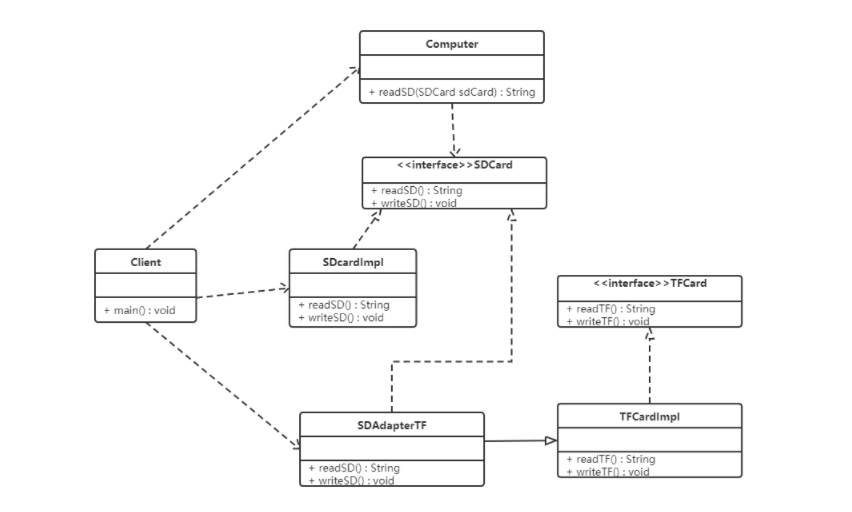 Computer
+ readSD(SDCard sdCard) : String
<<interface>>SDCard
+ readSD() : String
+ writeSD() : void
Client
+ main() : void
SDcardImpl
+ readSD() : String
+ writeSD() : void
<<interface>>TFCard
+ readTF() : String
+ writeTF() : void
SDAdapterTF
+ readSD() : String
+ writeSD() : void
TFCardImpl
+ readTF() : String
+ writeTF() : void